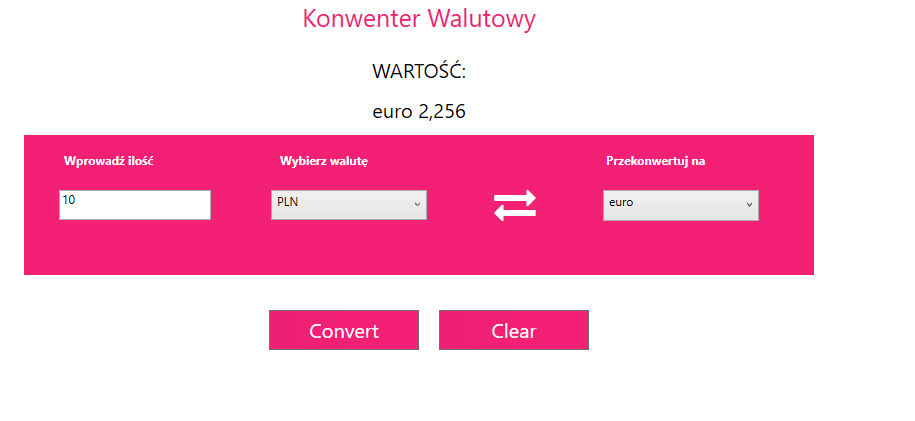 Konwenter Walutowy
WARTOŚĆ:
euro 2,256
Wprowadź ilość Wybierz walutę Przekonwertuj na
10 PLN euro
Convert Clear